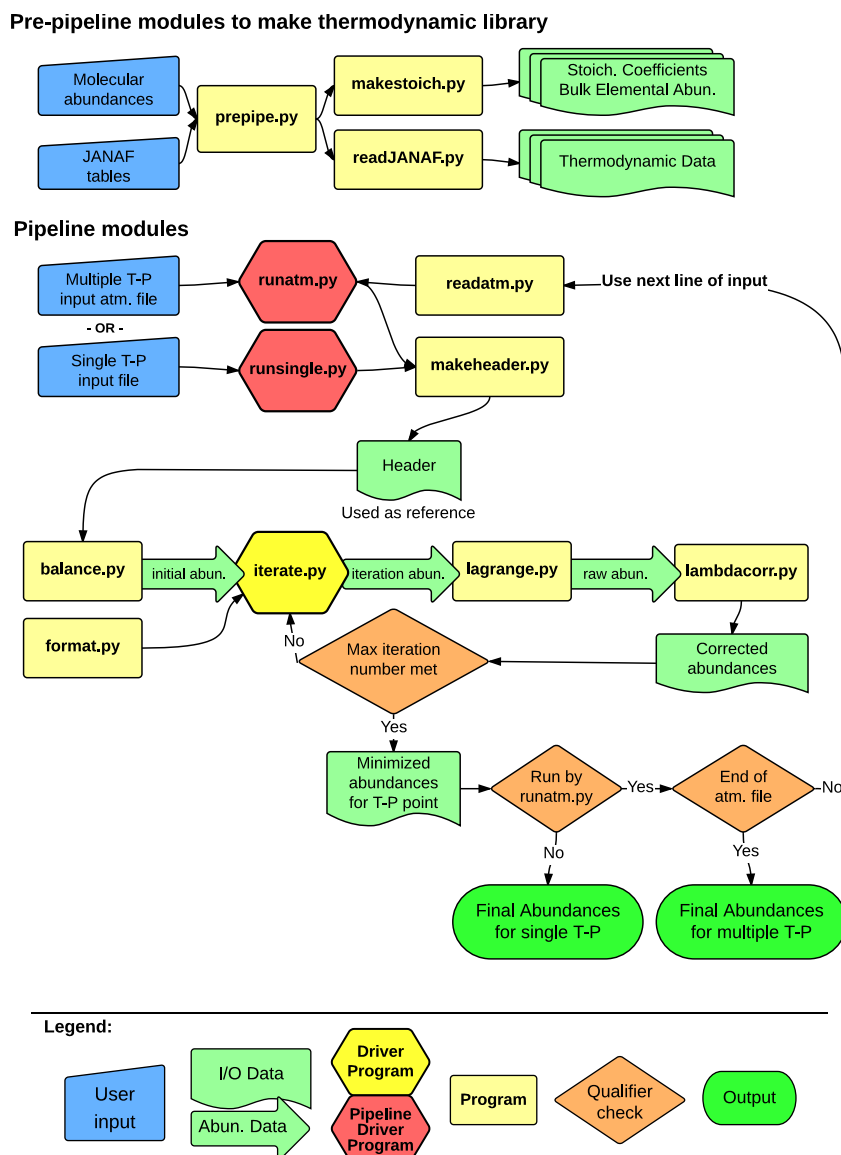 Pre-pipeline modules to make thermodynamic library
Molecular
abundances
JANAF
tables
prepipe.py
makestoich.py
readJANAF.py
Stoich. Coefficients
Bulk Elemental Abun.
Thermodynamic Data
Pipeline modules
Multiple T-P
input atm. file
- OR -
Single T-P
input file
runatm.py
runsingle.py
readatm.py
makeheader.py
Use next line of input
Header
Used as reference
balance.py
initial abun.
iterate.py
iteration abun.
lagrange.py
raw abun.
lambdacorr.py
format.py
No
Max iteration
number met
Corrected
abundances
Yes
Minimized
abundances
for T-P point
Run by
runatm.py
Yes
End of
atm. file
No
No
Yes
Final Abundances
for single T-P
Final Abundances
for multiple T-P
Legend:
User
input
I/O Data
Abun. Data
Driver
Program
Pipeline
Driver
Program
Program
Qualifier
check
Output